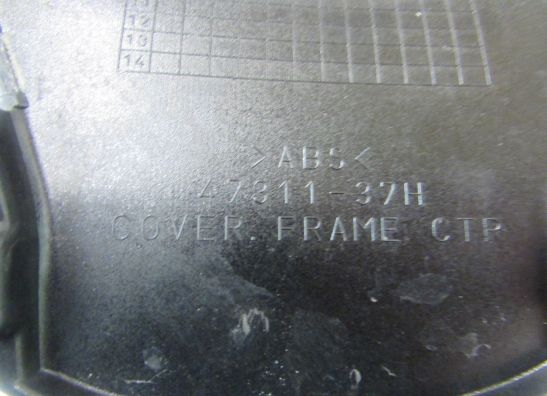 12
13
14
>ABS<
47311-37H
COVER, FRAME CTR